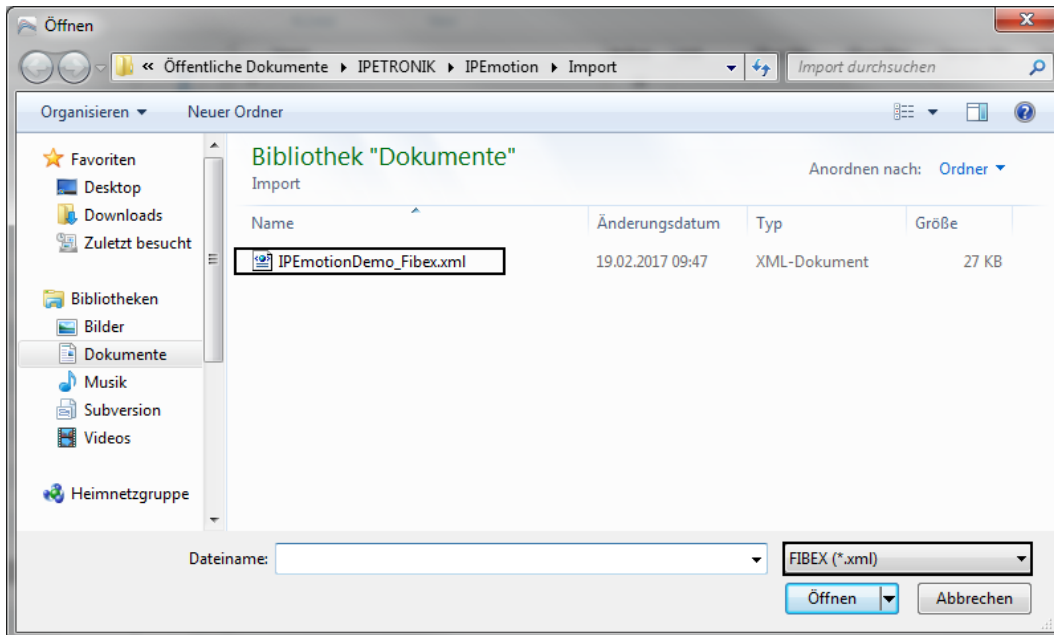 Öffnen
« Öffentliche Dokumente IPETRONIK IPEmotion Import
Import durchsuchen
Organisieren Neuer Ordner
Favoriten
Desktop
Downloads
Zuletzt besucht
Bibliotheken
Bilder
Dokumente
Musik
Subversion
Videos
Heimnetzgruppe
Bibliothek "Dokumente"
Import
Anordnen nach: Ordner
Name Änderungsdatum Typ Größe
IPEmotionDemo_Fibex.xml 19.02.2017 09:47 XML-Dokument 27 KB
Dateiname:
FIBEX (*.xml)
Öffnen Abbrechen